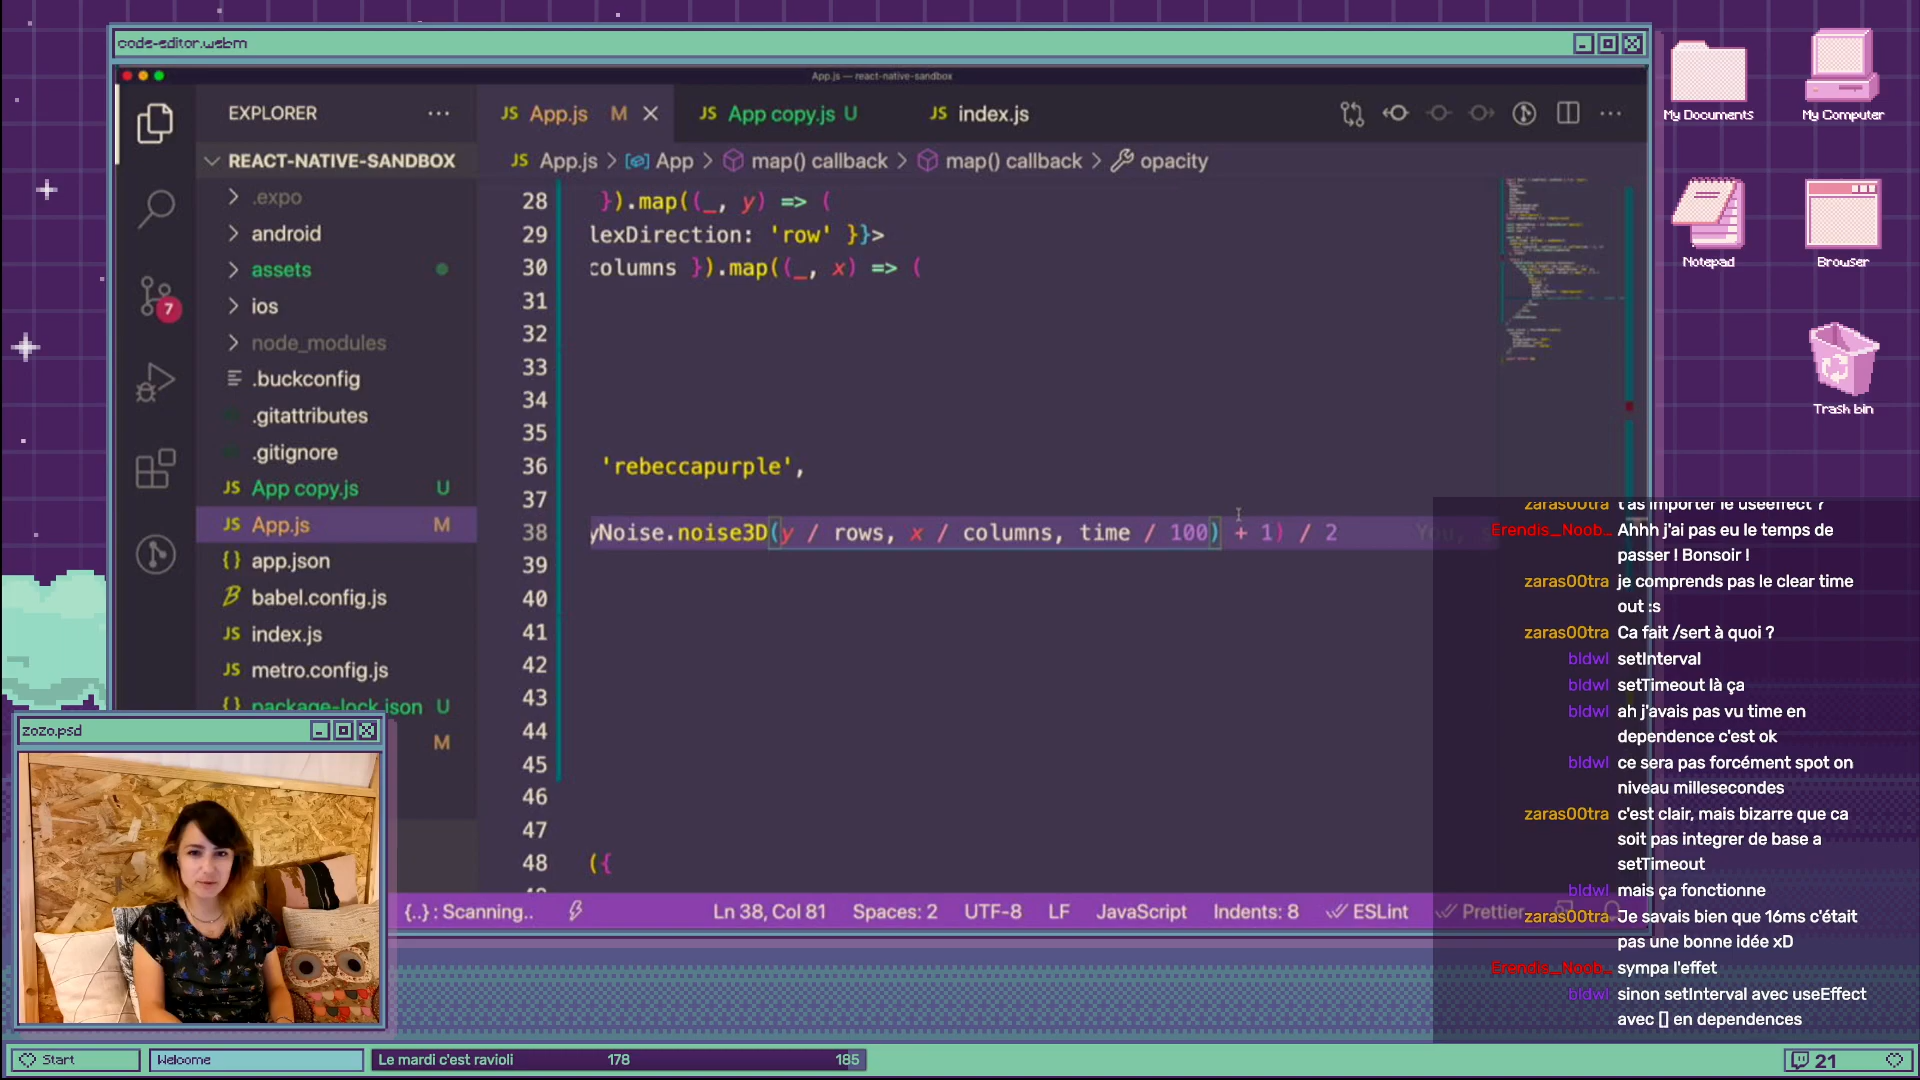 code-editor.webm
App.js — react-native-sandbox
EXPLORER
REACT-NATIVE-SANDBOX
.expo
android
assets
ios
node_modules
.buckconfig
.gitattributes
.gitignore
JS App copy.js U
JS App.js M
{} app.json
babel.config.js
JS index.js
JS metro.config.js
{} package-lock.json U
M
7
JS App.js M
JS App copy.js U
JS index.js
JS App.js > App > map() callback > map() callback > opacity
28 }).map((_, y) => (
29 lexDirection: 'row' }}>
30 columns }).map((_, x) => (
31
32
33
34
35
36 'rebeccapurple',
37
38 yNoise.noise3D(y / rows, x / columns, time / 100) + 1) / 2
39
40
41
42
43
44
45
46
47
48 ({
{..} : Scanning..
Ln 38, Col 81
Spaces: 2
UTF-8
LF
JavaScript
Indents: 8
ESLint
Prettier
My Documents
My Computer
Notepad
Browser
Trash bin
zaras00tra t'as importer le useeffect ?
Erendis_Noob... Ahhh j'ai pas eu le temps de
passer ! Bonsoir !
zaras00tra je comprends pas le clear time
out :s
zaras00tra Ca fait /sert à quoi ?
bldwl setInterval
bldwl setTimeout là ça
bldwl ah j'avais pas vu time en
dependence c'est ok
bldwl ce sera pas forcément spot on
niveau millesecondes
zaras00tra c'est clair, mais bizarre que ca
soit pas integrer de base a
setTimeout
bldwl mais ça fonctionne
zaras00tra Je savais bien que 16ms c'était
pas une bonne idée xD
Erendis_Noob... sympa l'effet
bldwl sinon setInterval avec useEffect
avec [] en dependences
zozo.psd
Start
Welcome
Le mardi c'est ravioli 178 185
21